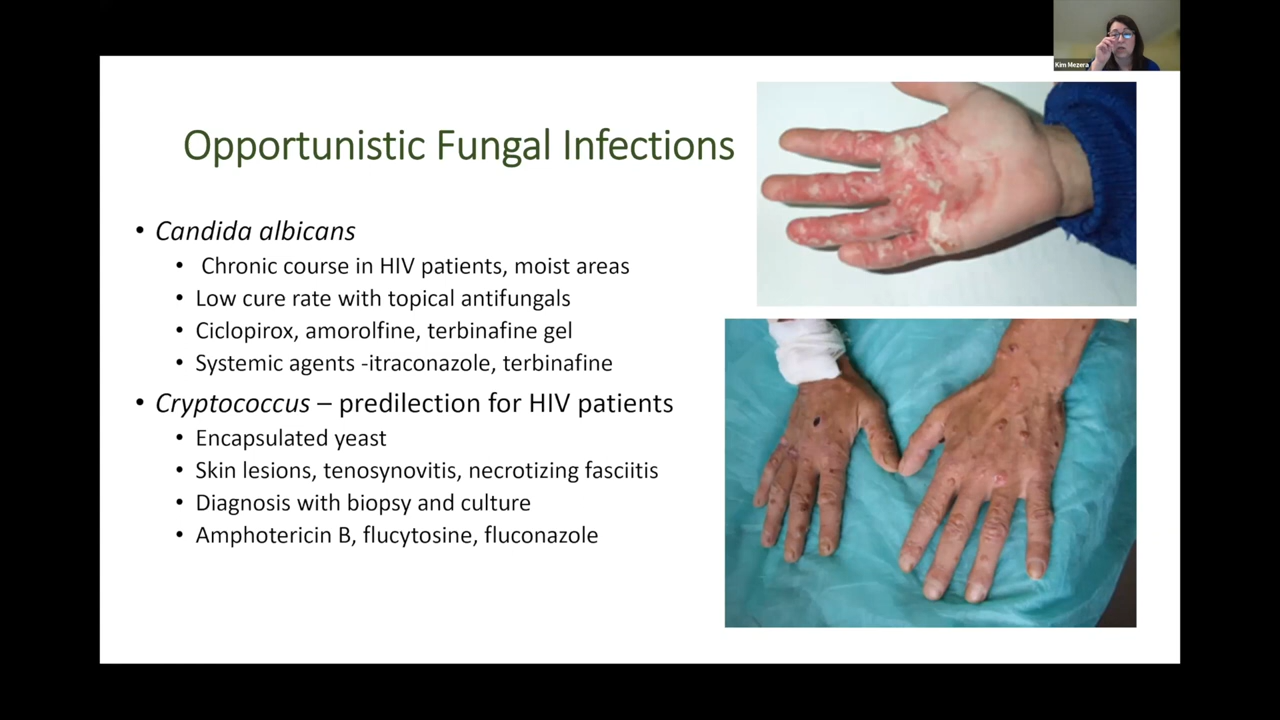 Kim Mezera
Opportunistic Fungal Infections
• Candida albicans
• Chronic course in HIV patients, moist areas
• Low cure rate with topical antifungals
• Ciclopirox, amorolfine, terbinafine gel
• Systemic agents -itraconazole, terbinafine
• Cryptococcus – predilection for HIV patients
• Encapsulated yeast
• Skin lesions, tenosynovitis, necrotizing fasciitis
• Diagnosis with biopsy and culture
• Amphotericin B, flucytosine, fluconazole